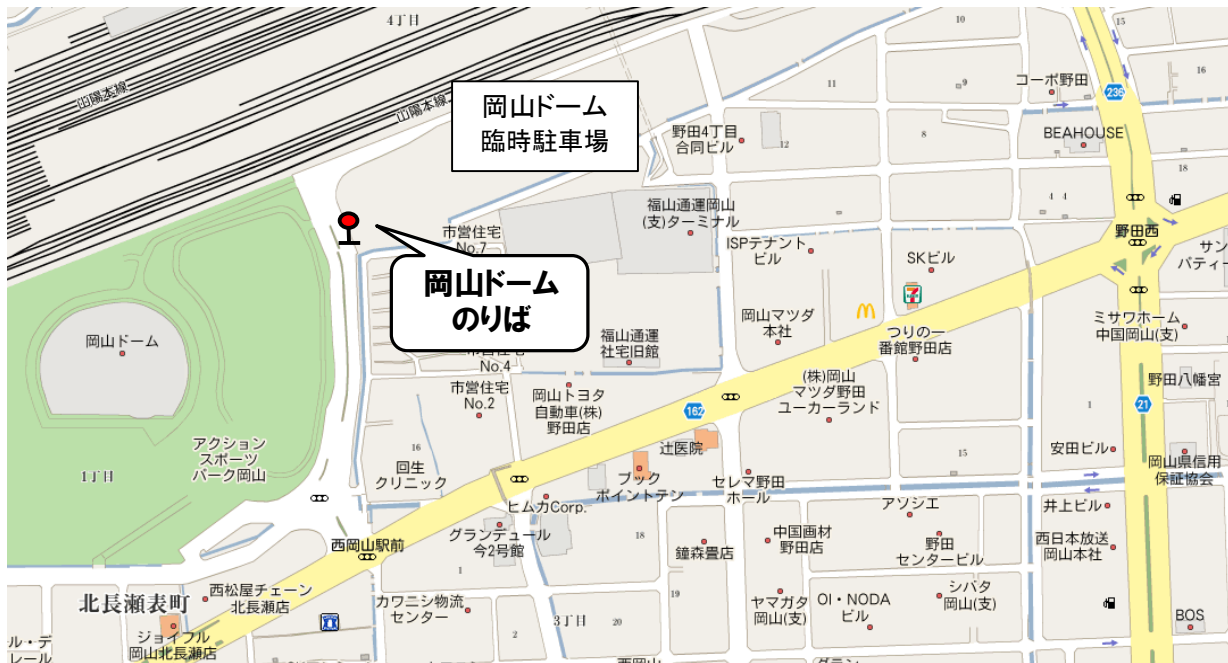 4丁目
10
15
山陽本線
山陽本線
岡山ドーム
臨時駐車場
11
9
コーポ野田
16
236
野田4丁目
合同ビル
12
8
BEAHOUSE
18
福山通運岡山
(支)ターミナル
4
4
市営住宅
No.7
ISPテナント
ビル
SKビル
野田西
サン
パティー
岡山ドーム
のりば
岡山マツダ
本社
つりの一
番館野田店
ミサワホーム
中国岡山(支)
岡山ドーム
福山通運
社宅旧館
No.4
市営住宅
No.2
岡山トヨタ
自動車(株)
野田店
(株)岡山
マツダ野田
ユーカーランド
野田八幡宮
162
21
1
アクション
スポーツ
パーク岡山
1丁目
16
回生
クリニック
辻医院
ブック
ポイントテン
セレマ野田
ホール
15
安田ビル
岡山県信用
保証協会
ヒムカCorp.
アソシエ
井上ビル
西岡山駅前
グランデュール
今2号館
18
鐘森畳店
中国画材
野田店
野田
センタービル
西日本放送
岡山本社
1
北長瀬表町
西松屋チェーン
北長瀬店
カワニシ物流
センター
19
ヤマガタ
岡山(支)
OI・NODA
ビル
シバタ
岡山(支)
BOS
ル・デ
レール
ジョイフル
岡山北長瀬店
2
3丁目
20